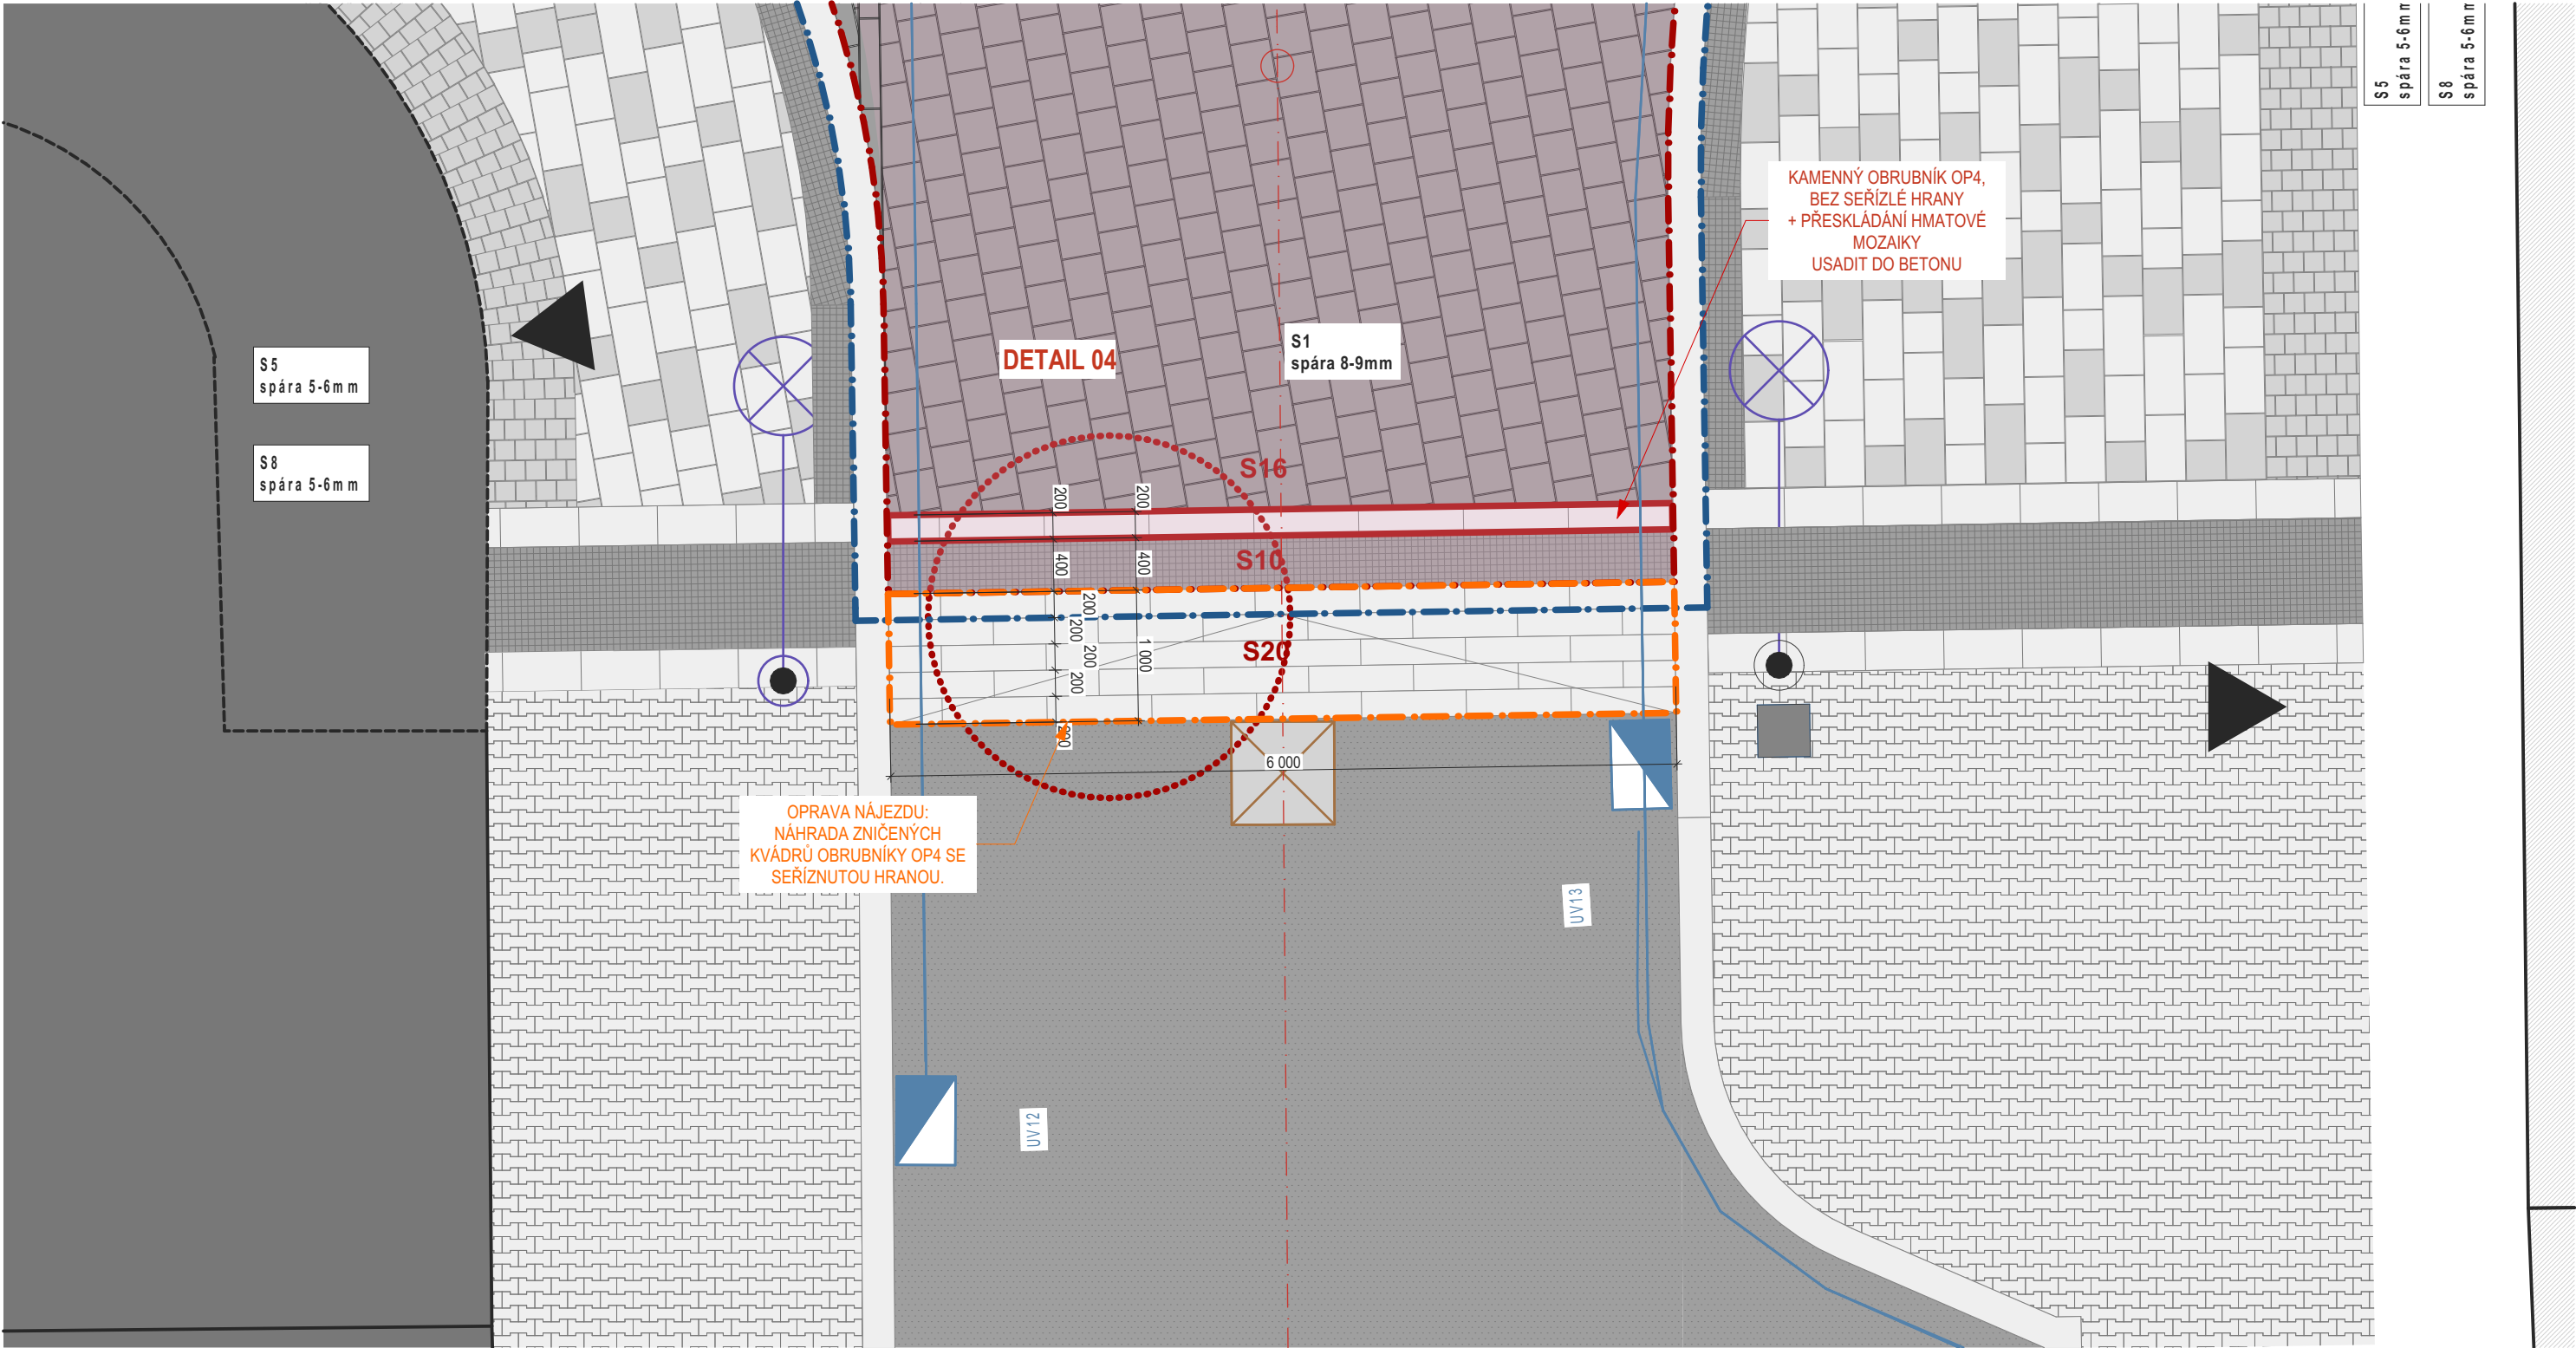 S5
spára 5-6mm
S8
spára 5-6mm
KAMENNÝ OBRUBNÍK OP4,
BEZ SEŘÍZLÉ HRANY
+ PŘESKLÁDÁNÍ HMATOVÉ
MOZAIKY
USADIT DO BETONU
DETAIL 04
S1
spára 8-9mm
S5
spára 5-6mm
S8
spára 5-6mm
S16
200
200
S10
400
400
200
200
200
200
1 000
S20
6 000
OPRAVA NÁJEZDU:
NÁHRADA ZNIČENÝCH
KVÁDRŮ OBRUBNÍKY OP4 SE
SEŘÍZNUTOU HRANOU.
UV13
UV12